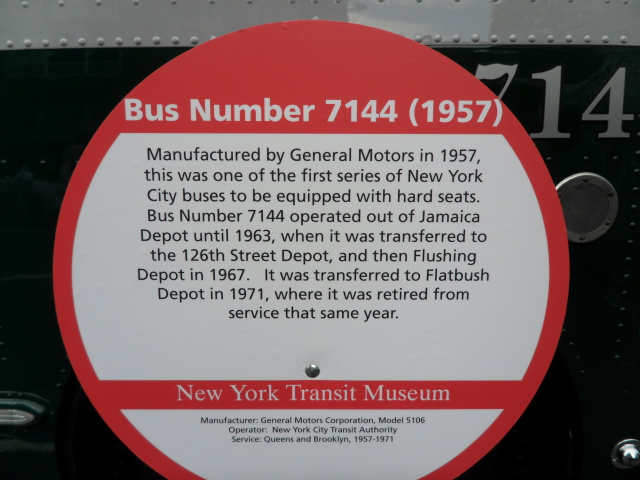 7144
Bus Number 7144 (1957)
Manufactured by General Motors in 1957,
this was one of the first series of New York
City buses to be equipped with hard seats.
Bus Number 7144 operated out of Jamaica
Depot until 1963, when it was transferred to
the 126th Street Depot, and then Flushing
Depot in 1967. It was transferred to Flatbush
Depot in 1971, where it was retired from
service that same year.
New York Transit Museum
Manufacturer: General Motors Corporation, Model 5106
Operator: New York City Transit Authority
Service: Queens and Brooklyn, 1957-1971